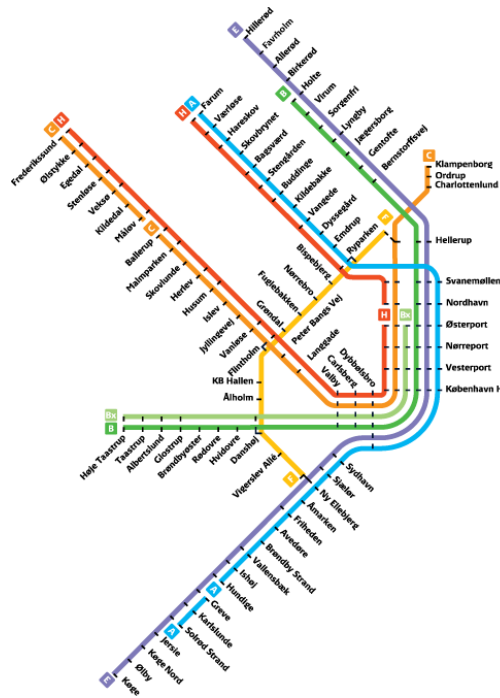 E
Hillerød
Favrholm
Allerød
Birkerød
Holte
Virum
Sorgenfri
Lyngby
Jægersborg
Gentofte
Bernstorffsvej
B
H
A
Farum
Værløse
Hareskov
Skovbrynet
Bagsværd
Stengården
Buddinge
Kildebakke
Vangede
Dyssegård
Emdrup
Ryparken
C
H
Frederikssund
Ølstykke
Egedal
Stenløse
Veksø
Kildedal
Måløv
C
Ballerup
Malmparken
Skovlunde
Herlev
Husum
Islev
Jyllingevej
Vanløse
Flintholm
C
Klampenborg
Ordrup
Charlottenlund
F
Hellerup
Bispebjerg
Nørrebro
Fuglebakken
Grøndal
Peter Bangs Vej
Langgade
Valby
Carlsberg
Dybbølsbro
Svanemøllen
Nordhavn
H
Bx
Østerport
Nørreport
Vesterport
København H
KB Hallen
Ålholm
Bx
B
Høje Taastrup
Taastrup
Albertslund
Glostrup
Brøndbyøster
Rødovre
Hvidovre
Danshøj
Vigerslev Allé
F
Sydhavn
Sjælør
Ny Ellebjerg
Åmarken
Friheden
Avedøre
Brøndby Strand
Vallensbæk
Ishøj
Hundige
A
Greve
Karlslunde
Solrød Strand
A
Jersie
Køge Nord
Ølby
Køge
E